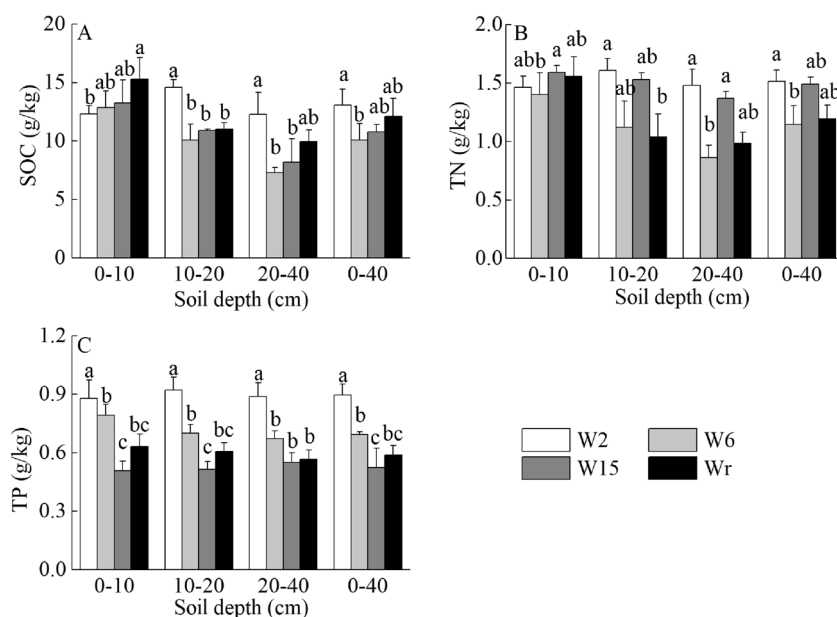 A
SOC (g/kg)
20
15
10
5
0
b ab ab a
a b b b
a b b ab
a b ab ab
0-10 10-20 20-40 0-40
Soil depth (cm)
B
TN (g/kg)
2.0
1.5
1.0
0.5
0.0
ab b a ab
a ab ab b
a b a b
a b ab ab
0-10 10-20 20-40 0-40
Soil depth (cm)
C
TP (g/kg)
1.2
0.9
0.6
0.3
0.0
a b c bc
a b c bc
a b b b
a b c bc
0-10 10-20 20-40 0-40
Soil depth (cm)
W2 W6
W15 Wr